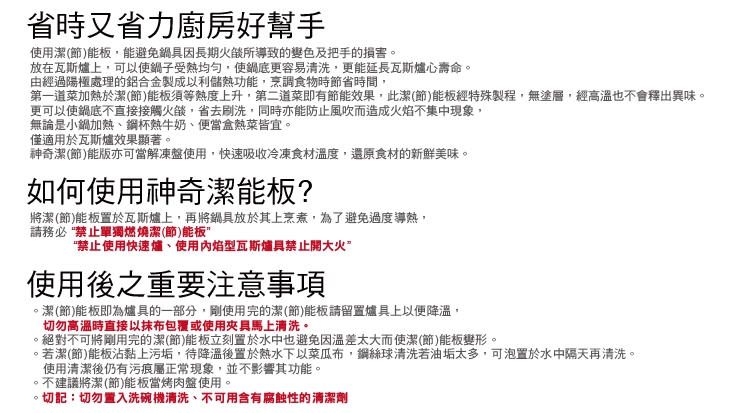 省時又省力廚房好幫手
使用潔(節)能板，能避免鍋具因長期火燄所導致的變色及把手的損害。
放在瓦斯爐上，可以使鍋子受熱均勻，使鍋底更容易清洗，更能延長瓦斯爐心壽命。
由經過陽極處理的鋁合金製成以利儲熱功能，烹調食物時節省時間，
第一道菜加熱於潔(節)能板須等熱度上升，第二道菜即有節能效果，此潔(節)能板經特殊製程，無塗層，經高溫也不會釋出異味。
更可以使鍋底不直接接觸火燄，省去刷洗，同時亦能防止風吹而造成火焰不集中現象，
無論是小鍋加熱、鋼杯熱牛奶、便當盒熱菜皆宜。
僅適用於瓦斯爐效果顯著。
神奇潔(節)能版亦可當解凍盤使用，快速吸收冷凍食材溫度，還原食材的新鮮美味。
如何使用神奇潔能板?
將潔(節)能板置於瓦斯爐上，再將鍋具放於其上烹煮，為了避免過度導熱，
請務必 “禁止單獨燃燒潔(節)能板”
“禁止使用快速爐、使用內焰型瓦斯爐具禁止開大火”
使用後之重要注意事項
。潔(節)能板即為爐具的一部分，剛使用完的潔(節)能板請留置爐具上以便降溫，
切勿高溫時直接以抹布包覆或使用夾具馬上清洗。
。絕對不可將剛用完的潔(節)能板立刻置於水中也避免因溫差太大而使潔(節)能板變形。
。若潔(節)能板沾黏上污垢，待降溫後置於熱水下以菜瓜布，鋼絲球清洗若油垢太多，可泡置於水中隔天再清洗。
使用清潔後仍有污痕屬正常現象，並不影響其功能。
。不建議將潔(節)能板當烤肉盤使用。
。切記：切勿置入洗碗機清洗、不可用含有腐蝕性的清潔劑